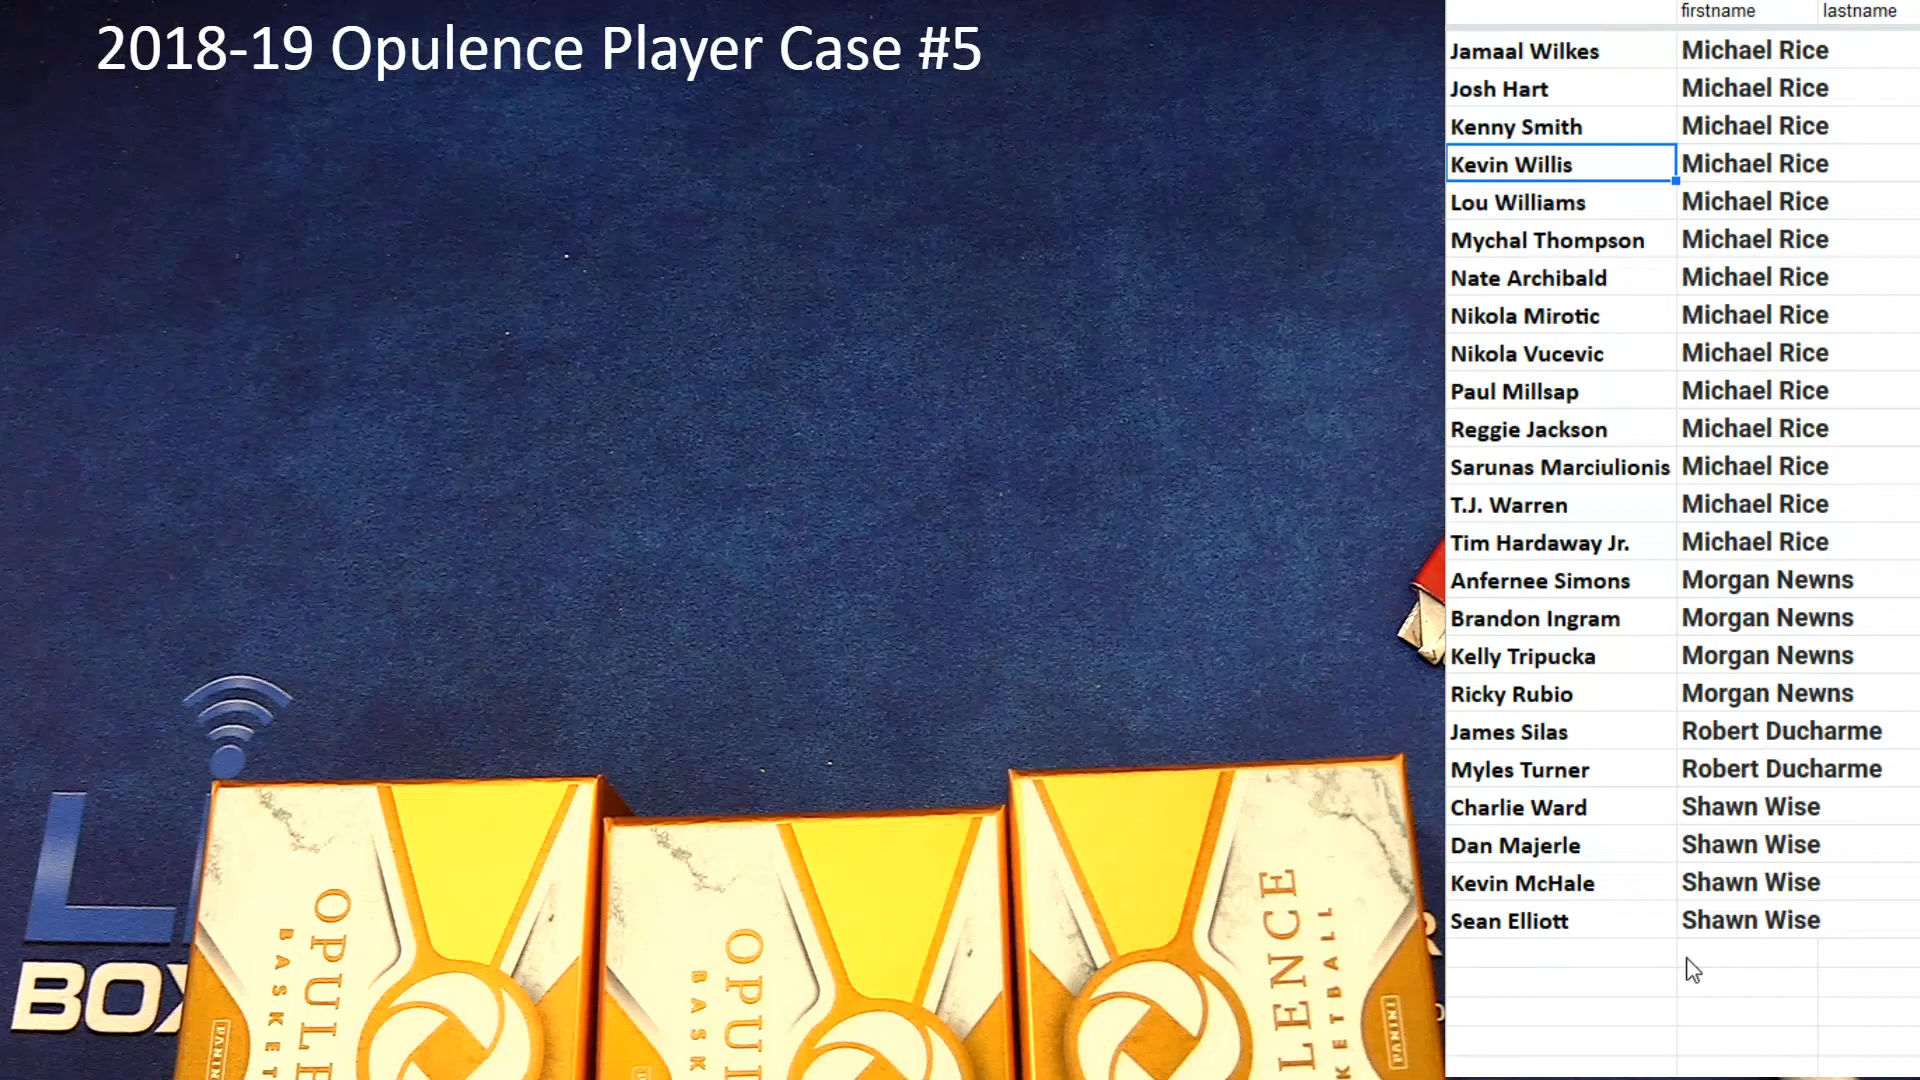 2018-19 Opulence Player Case #5
firstname lastname
Jamaal Wilkes Michael Rice
Josh Hart Michael Rice
Kenny Smith Michael Rice
Kevin Willis Michael Rice
Lou Williams Michael Rice
Mychal Thompson Michael Rice
Nate Archibald Michael Rice
Nikola Mirotic Michael Rice
Nikola Vucevic Michael Rice
Paul Millsap Michael Rice
Reggie Jackson Michael Rice
Sarunas Marciulionis Michael Rice
T.J. Warren Michael Rice
Tim Hardaway Jr. Michael Rice
Anfernee Simons Morgan Newns
Brandon Ingram Morgan Newns
Kelly Tripucka Morgan Newns
Ricky Rubio Morgan Newns
James Silas Robert Ducharme
Myles Turner Robert Ducharme
Charlie Ward Shawn Wise
Dan Majerle Shawn Wise
Kevin McHale Shawn Wise
Sean Elliott Shawn Wise
BOX
OPULE
BASKET
PANINI
OPUL
BASK
LENCE
KETBALL
PANINI